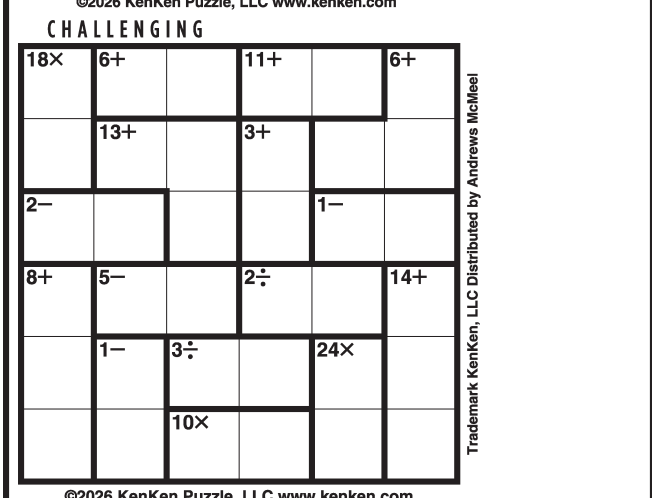 ©2026 KenKen Puzzle, LLC www.kenken.com
CHALLENGING
18× 6+ 11+ 6+
13+ 3+
2− 1−
8+ 5− 2÷ 14+
1− 3÷ 24×
10×
Trademark KenKen, LLC Distributed by Andrews McMeel
©2026 KenKen Puzzle, LLC www.kenken.com